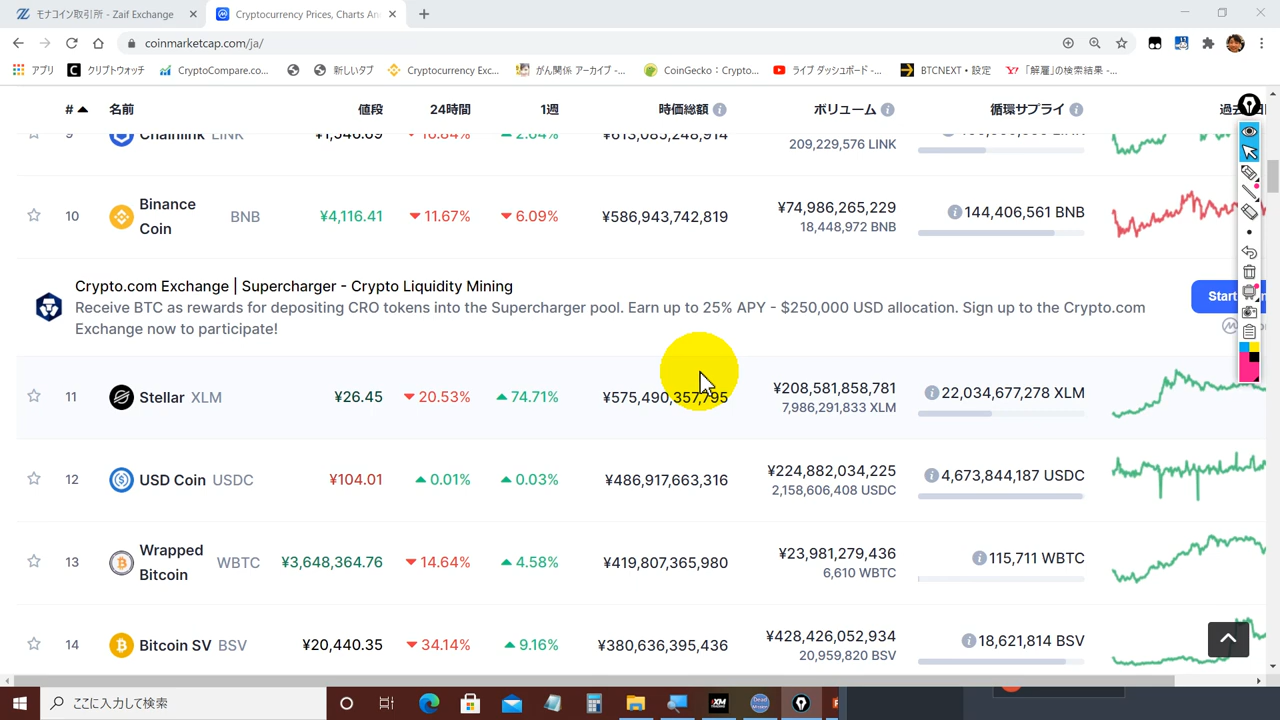 モナコイン取引所 - Zaif Exchange
Cryptocurrency Prices, Charts An
coinmarketcap.com/ja/
アプリ
クリプトウォッチ
CryptoCompare.co...
新しいタブ
Cryptocurrency Exc...
がん関係 アーカイブ - ...
CoinGecko: Crypto...
ライブ ダッシュボード - ...
BTCNEXT・設定
「解雇」の検索結果 - ...
# 名前 値段 24時間 1週 時価総額 ボリューム 循環サプライ
9 Chainlink LINK
209,229,576 LINK
10 Binance Coin BNB ¥4,116.41 11.67% 6.09% ¥586,943,742,819 ¥74,986,265,229 144,406,561 BNB
18,448,972 BNB
Crypto.com Exchange | Supercharger - Crypto Liquidity Mining
Receive BTC as rewards for depositing CRO tokens into the Supercharger pool. Earn up to 25% APY - $250,000 USD allocation. Sign up to the Crypto.com
Exchange now to participate!
Start
11 Stellar XLM ¥26.45 20.53% 74.71% ¥575,490,357,795 ¥208,581,858,781 22,034,677,278 XLM
7,986,291,833 XLM
12 USD Coin USDC ¥104.01 0.01% 0.03% ¥486,917,663,316 ¥224,882,034,225 4,673,844,187 USDC
2,158,606,408 USDC
13 Wrapped Bitcoin WBTC ¥3,648,364.76 14.64% 4.58% ¥419,807,365,980 ¥23,981,279,436 115,711 WBTC
6,610 WBTC
14 Bitcoin SV BSV ¥20,440.35 34.14% 9.16% ¥380,636,395,436 ¥428,426,052,934 18,621,814 BSV
20,959,820 BSV
ここに入力して検索